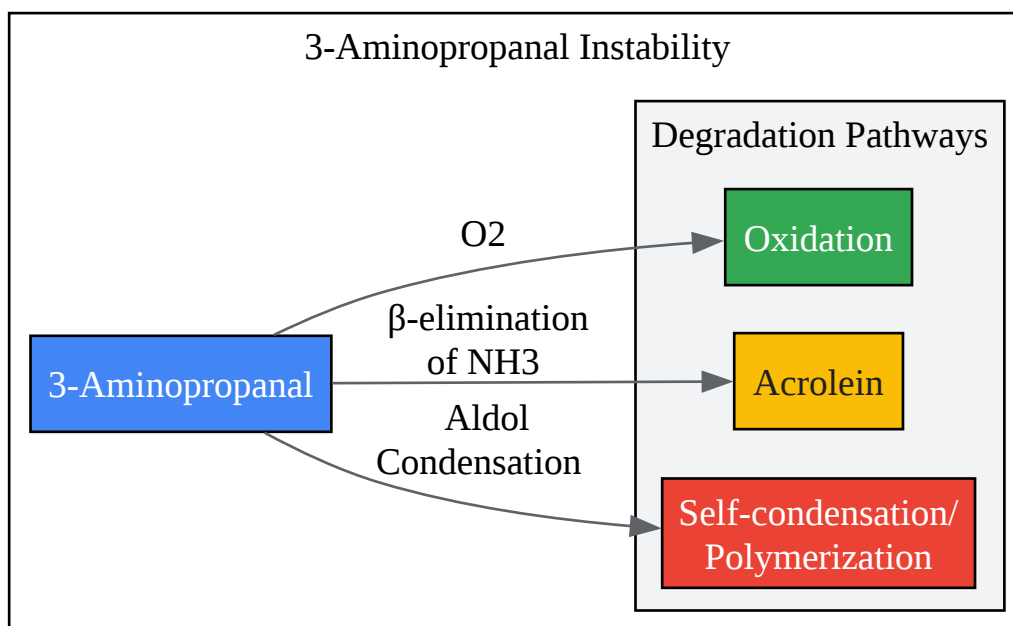 3-Aminopropanal Instability
Degradation Pathways
O2
Oxidation
β-elimination
of NH3
3-Aminopropanal
Acrolein
Aldol
Condensation
Self-condensation/
Polymerization